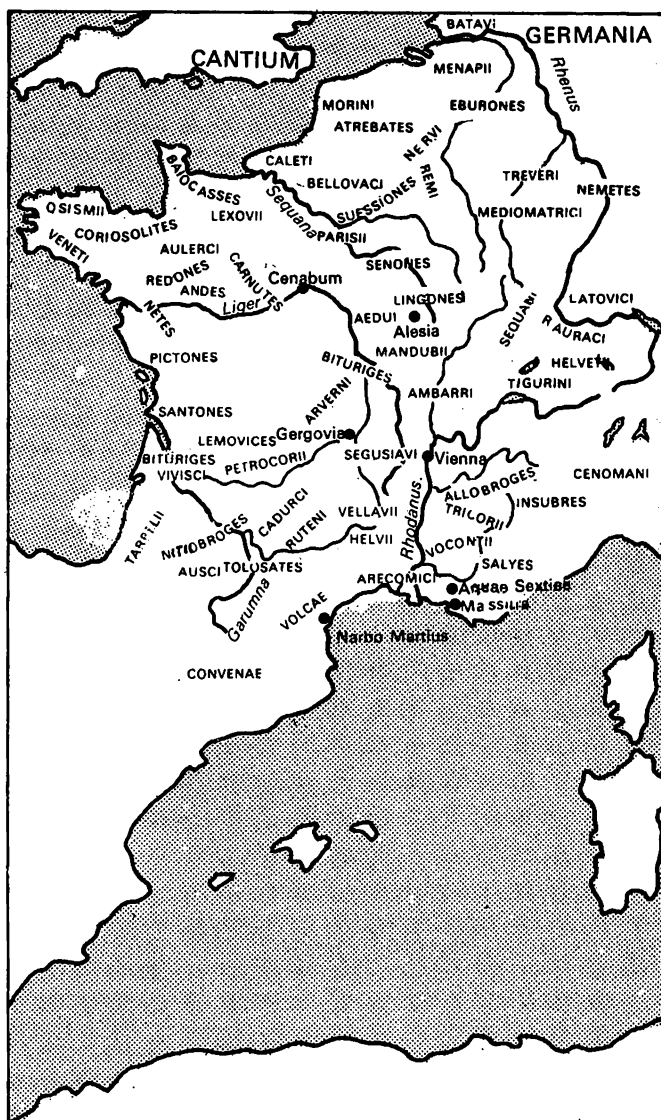 BATAVI
GERMANIA
CANTIUM
MENAPII
Rhenus
MORINI
EBURONES
ATREBATES
NERVI
CALETI
REMI
BAIOCASSES
BELLOVACI
TREVERI
NEMETES
LEXOVII
Sequana
SUESSIONES
MEDIOMATRICI
OSISMII
CORIOSOLITES
VENETI
AULERCI
PARISII
REDONES
CARNUTES
SENONES
ANDES
Cenabum
Liger
LINGONES
LATOVICI
NETES
AEDUI
Alesia
SEQUANI
RAURACI
MANDUBII
PICTONES
BITURIGES
HELVETII
ARVERNI
AMBARRI
TIGURINI
SANTONES
LEMOVICES
Gergovia
BITURIGES
VIVISCI
PETROCORII
SEGUSIAVI
Vienna
CENOMANI
ALLOBROGES
INSUBRES
TRILORII
CADURCI
VELLAVII
Rhodanus
NITIOBROGES
RUTENI
HELVII
VOCONTII
AUSCI
TOLOSATES
SALYES
ARECOMICI
Aquae Sextiae
Massilia
Garumna
VOLCAE
Narbo Martius
CONVENAE